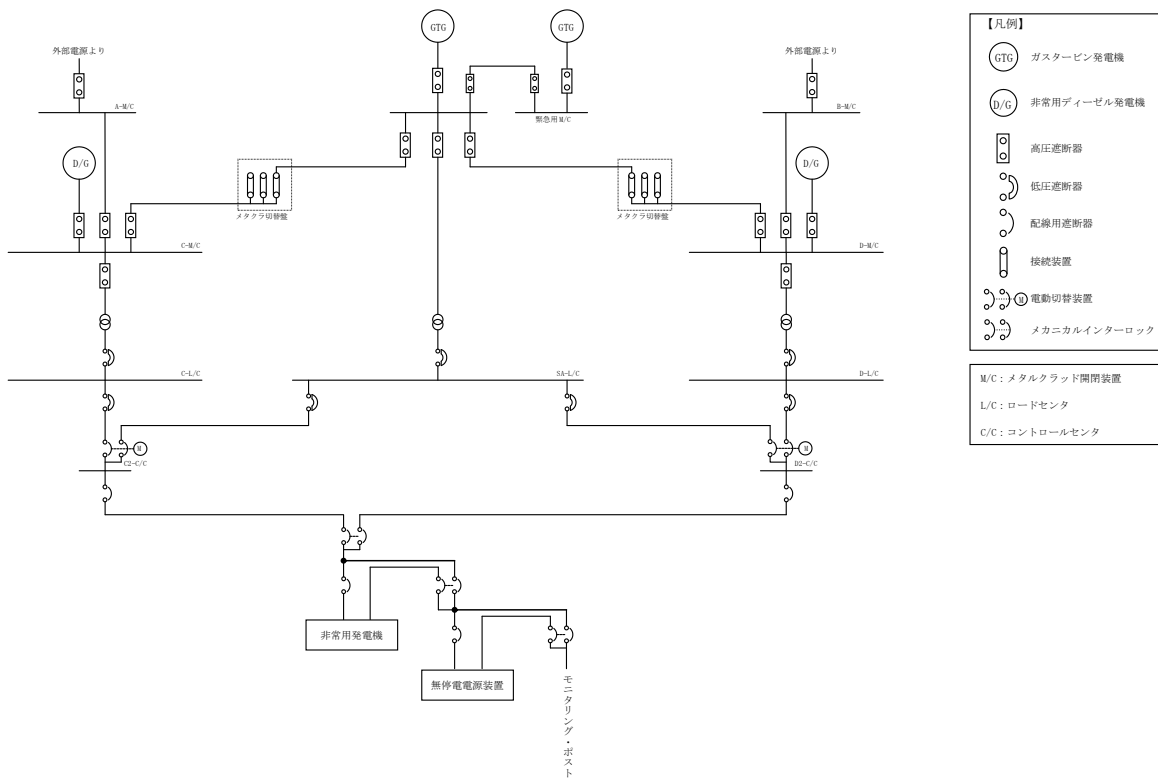 GTG
GTG
外部電源より
外部電源より
A-M/C
緊急用M/C
B-M/C
D/G
D/G
メタクラ切替盤
メタクラ切替盤
C-M/C
D-M/C
C-L/C
SA-L/C
D-L/C
M
M
C2-C/C
D2-C/C
非常用発電機
無停電電源装置
モニタリング・ポスト
【凡例】
GTG ガスタービン発電機
D/G 非常用ディーゼル発電機
高圧遮断器
低圧遮断器
配線用遮断器
接続装置
M 電動切替装置
メカニカルインターロック
M/C：メタルクラッド開閉装置
L/C：ロードセンタ
C/C：コントロールセンタ